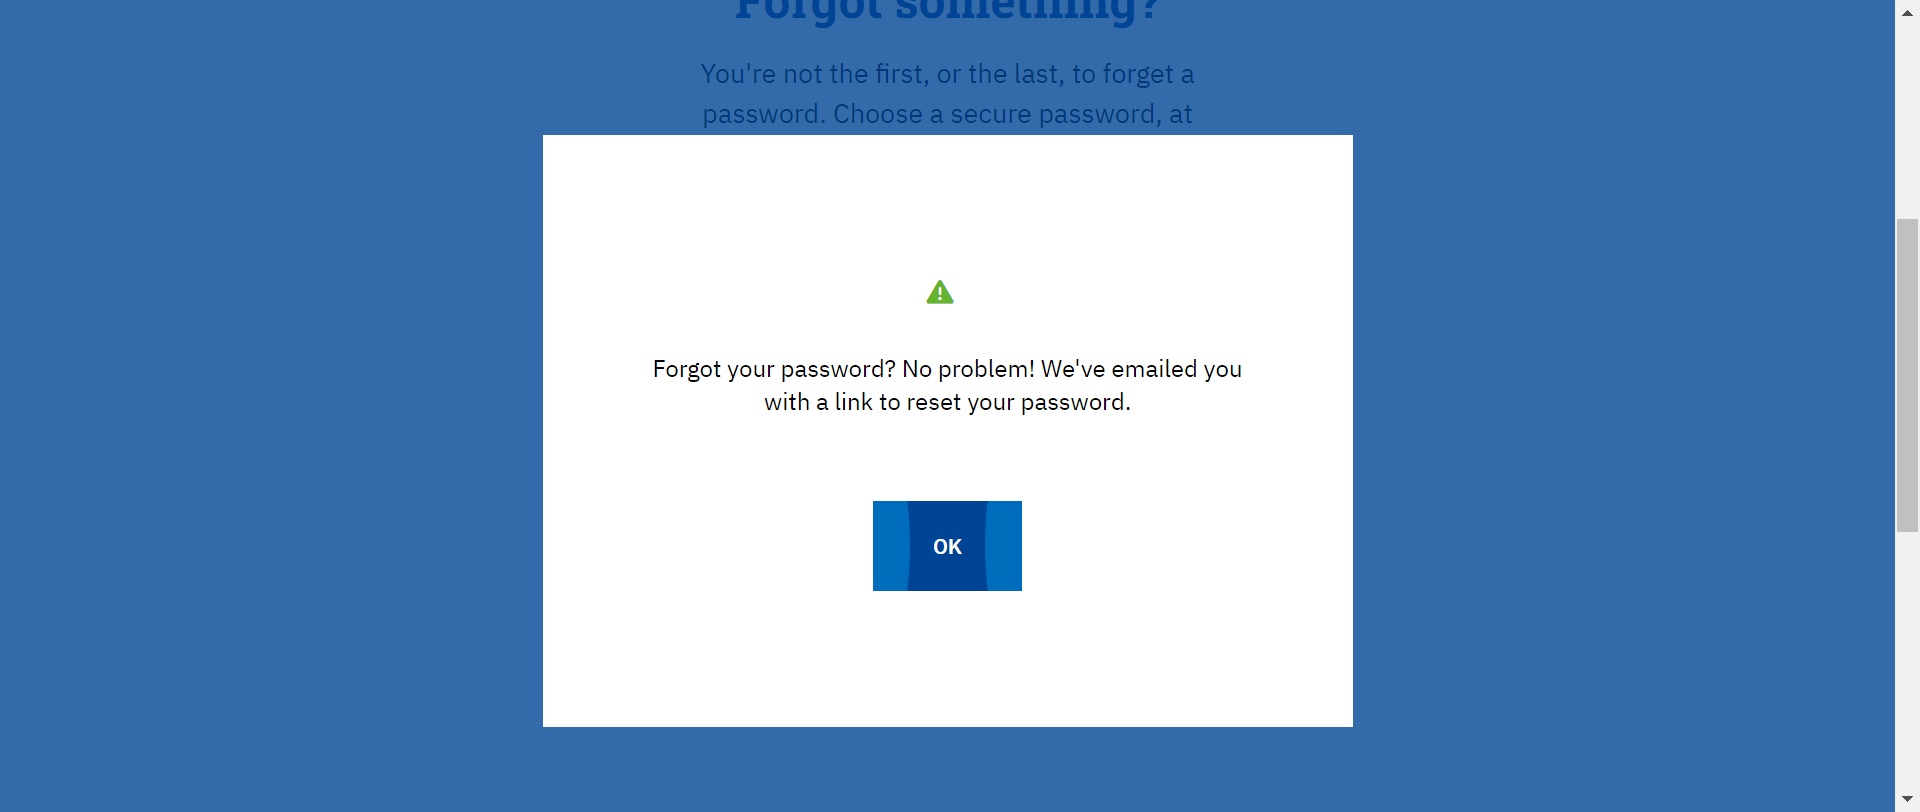 Forgot something?
You're not the first, or the last, to forget a
password. Choose a secure password, at
Forgot your password? No problem! We've emailed you
with a link to reset your password.
OK